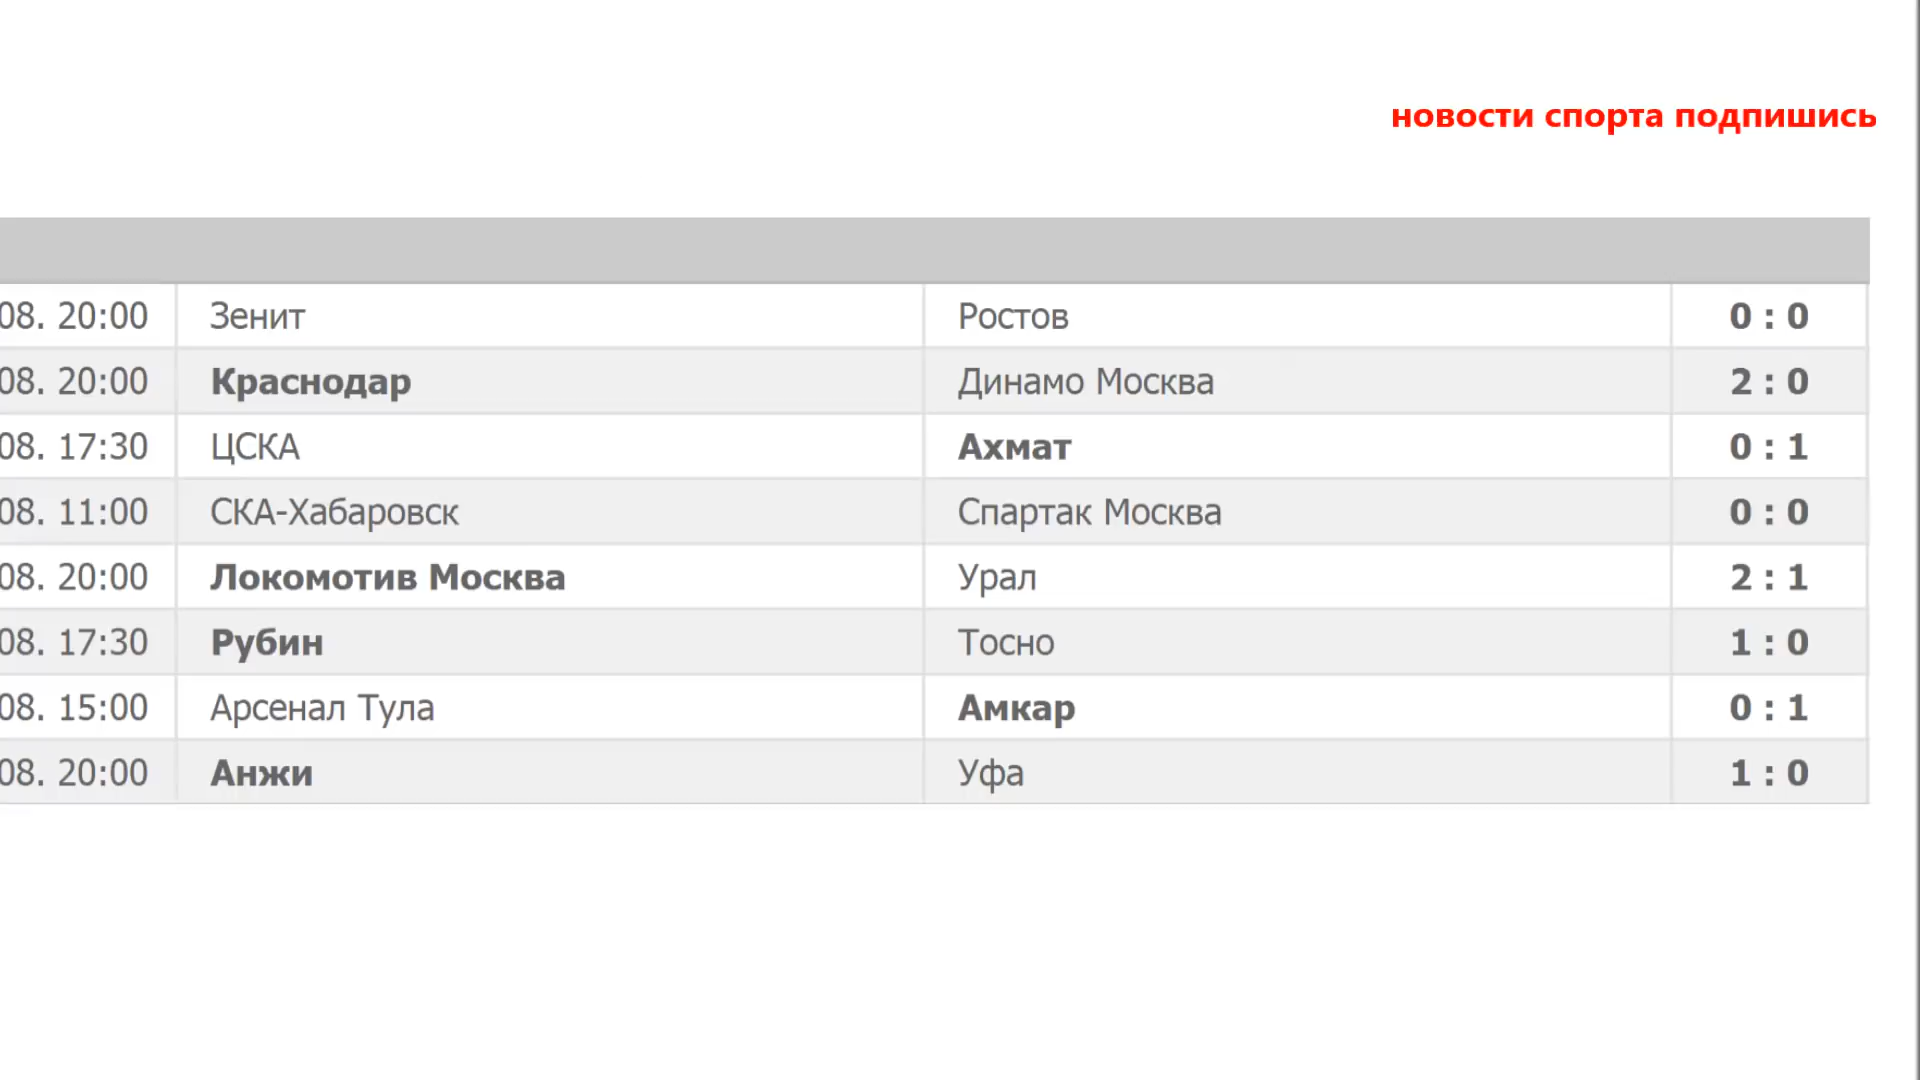 новости спорта подпишись
08. 20:00 Зенит Ростов 0 : 0
08. 20:00 Краснодар Динамо Москва 2 : 0
08. 17:30 ЦСКА Ахмат 0 : 1
08. 11:00 СКА-Хабаровск Спартак Москва 0 : 0
08. 20:00 Локомотив Москва Урал 2 : 1
08. 17:30 Рубин Тосно 1 : 0
08. 15:00 Арсенал Тула Амкар 0 : 1
08. 20:00 Анжи Уфа 1 : 0